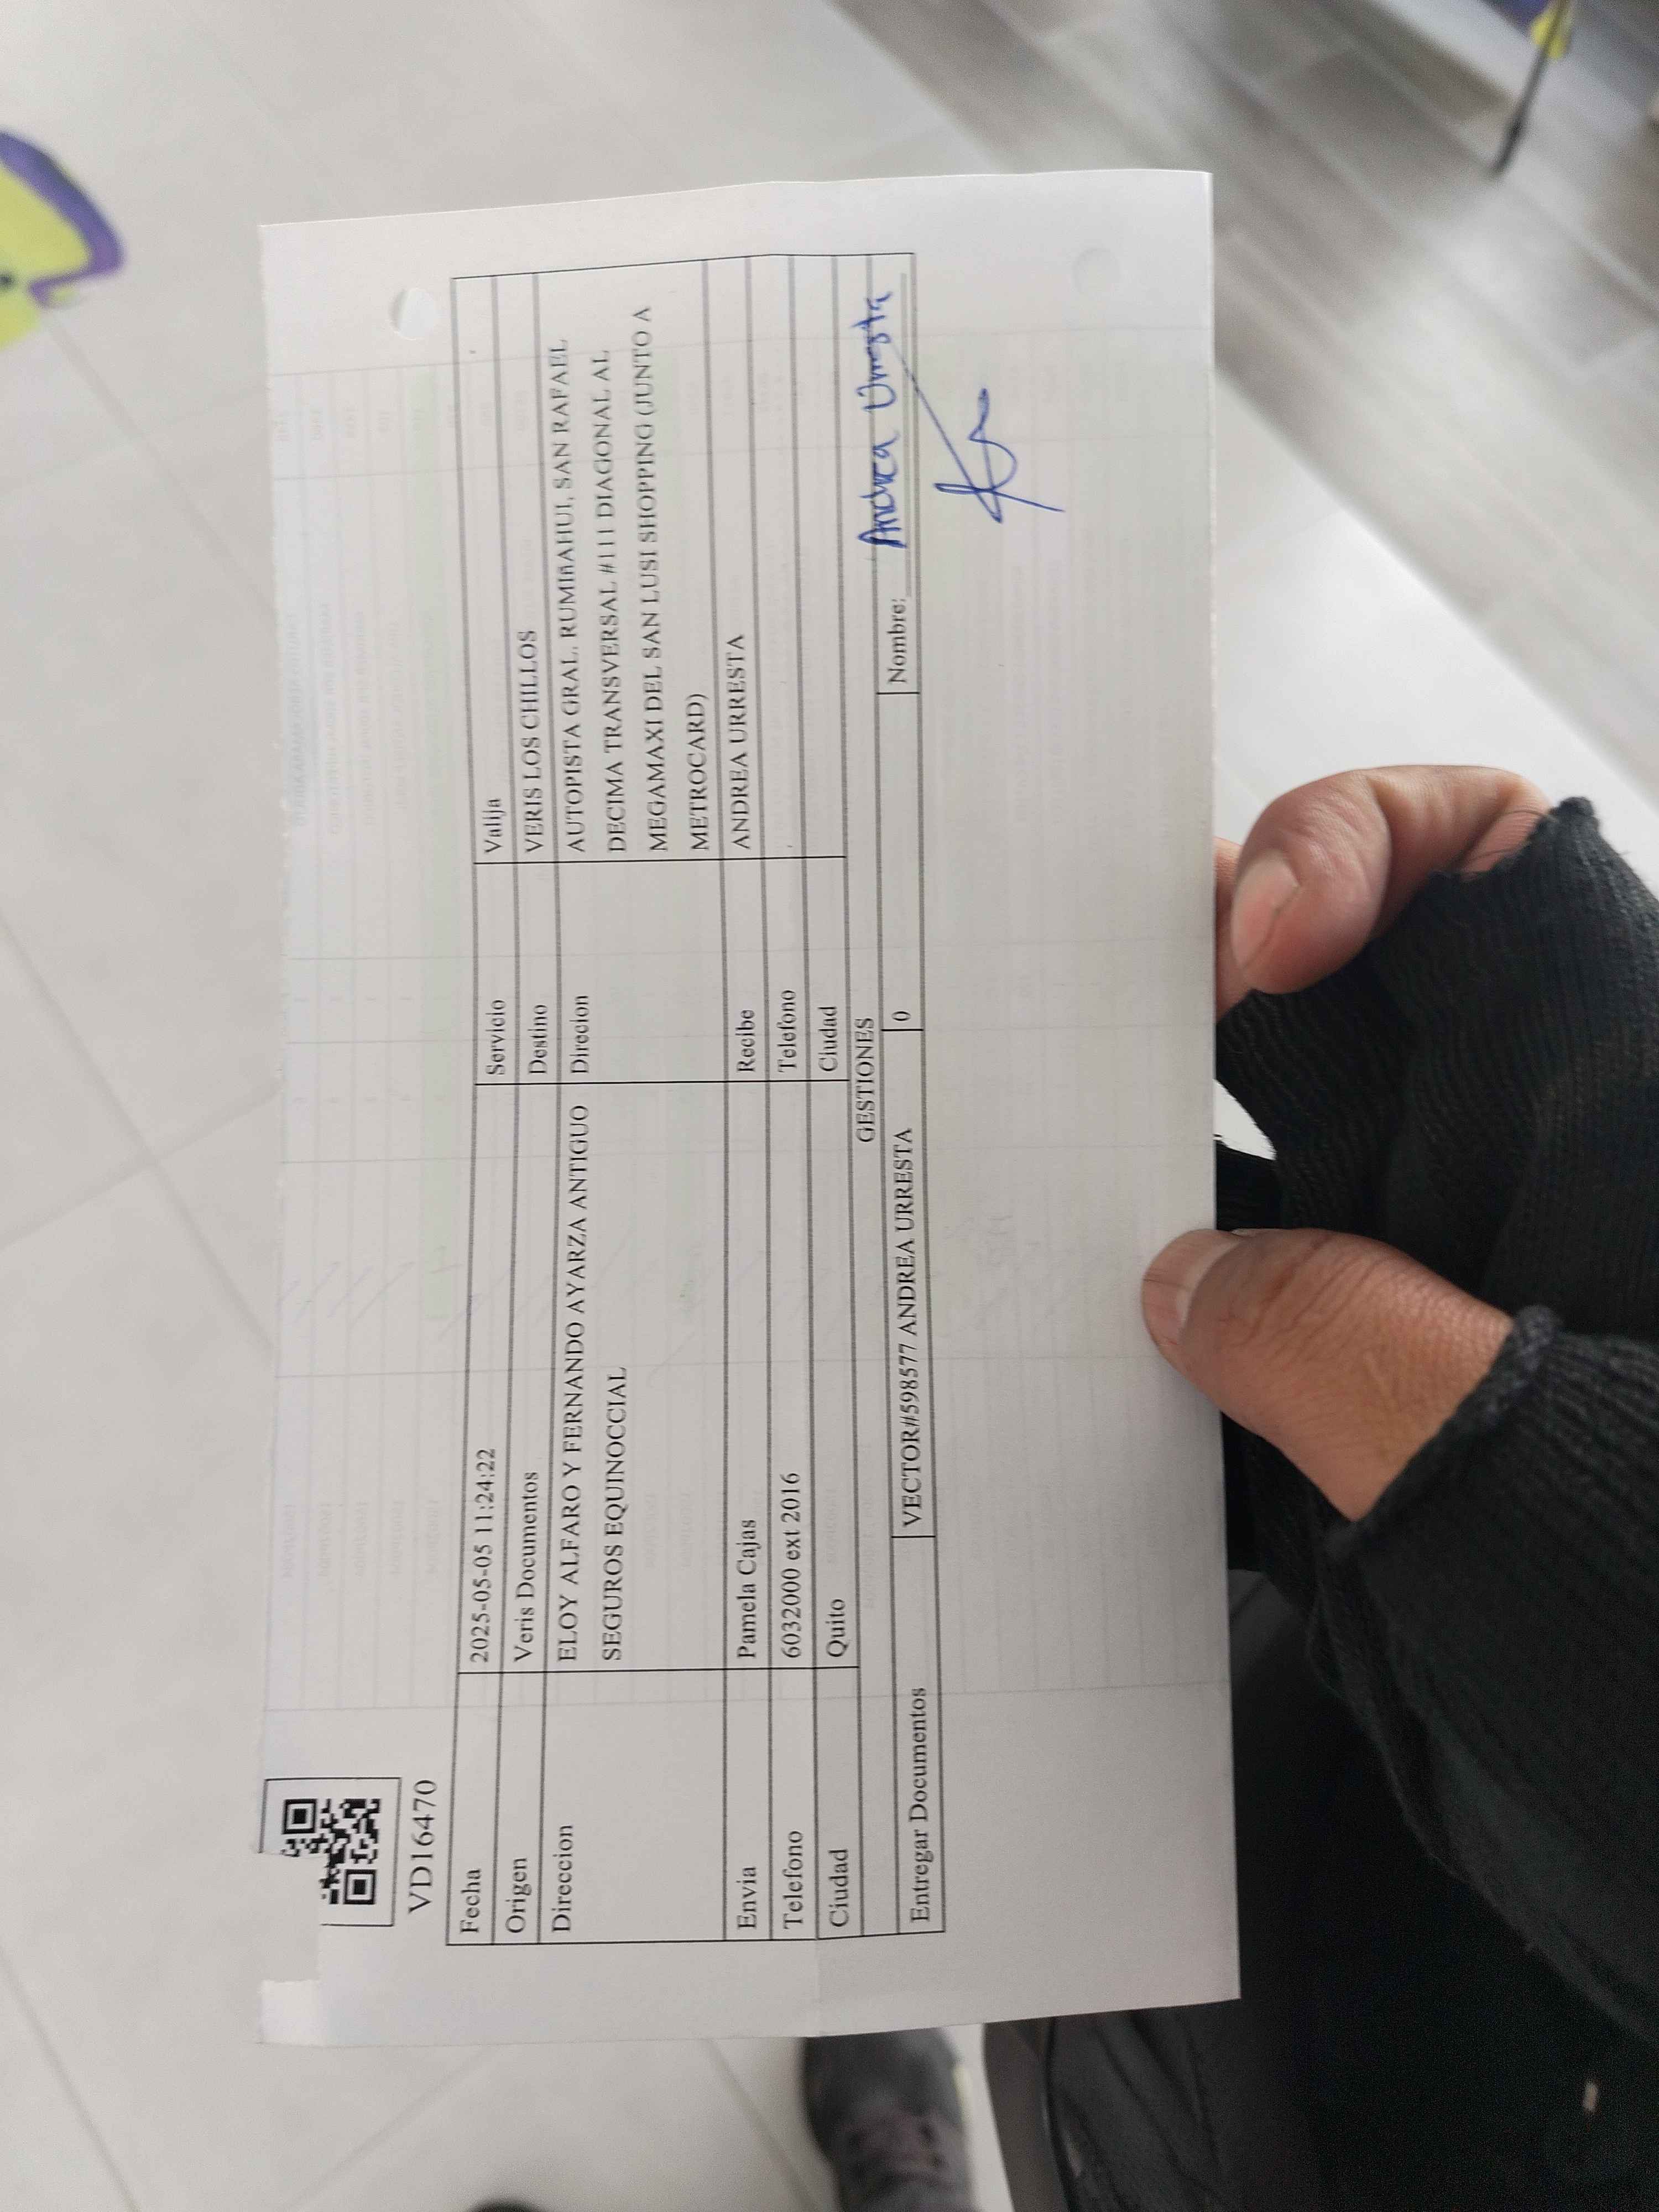 VD16470
Fecha 2025-05-05 11:24:22 Servicio Valija
Origen Veris Documentos Destino VERIS LOS CHILLOS
Direccion ELOY ALFARO Y FERNANDO AYARZA ANTIGUO Direcion AUTOPISTA GRAL. RUMIñAHUI, SAN RAFAEL
SEGUROS EQUINOCCIAL DECIMA TRANSVERSAL #111 DIAGONAL AL
MEGAMAXI DEL SAN LUSI SHOPPING (JUNTO A
METROCARD)
Envia Pamela Cajas Recibe ANDREA URRESTA
Telefono 6032000 ext 2016 Telefono
Ciudad Quito Ciudad
GESTIONES
Entregar Documentos VECTOR#598577 ANDREA URRESTA 0 Nombre: Andrea Urresta